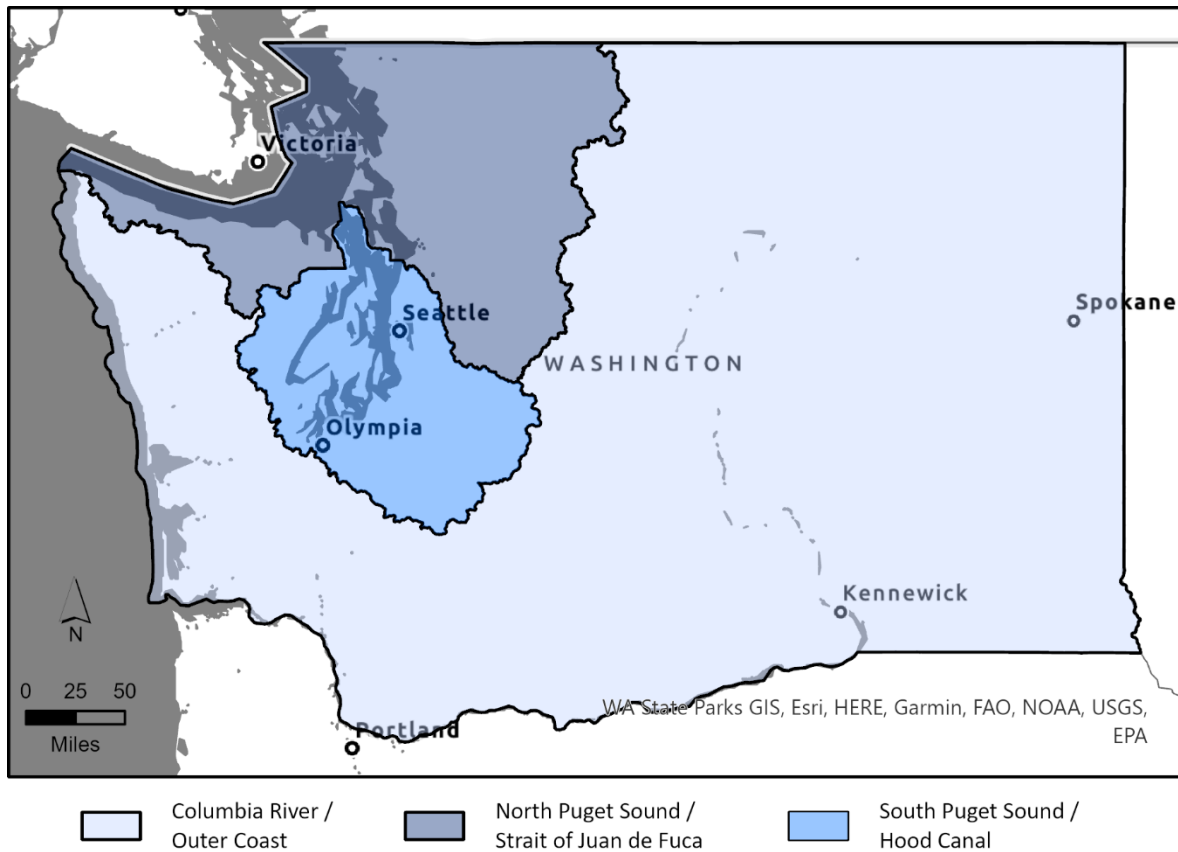 Victoria
Seattle
Spokane
WASHINGTON
Olympia
Kennewick
N
0 25 50
Miles
Portland
WA State Parks GIS, Esri, HERE, Garmin, FAO, NOAA, USGS,
EPA
Columbia River /
Outer Coast
North Puget Sound /
Strait of Juan de Fuca
South Puget Sound /
Hood Canal